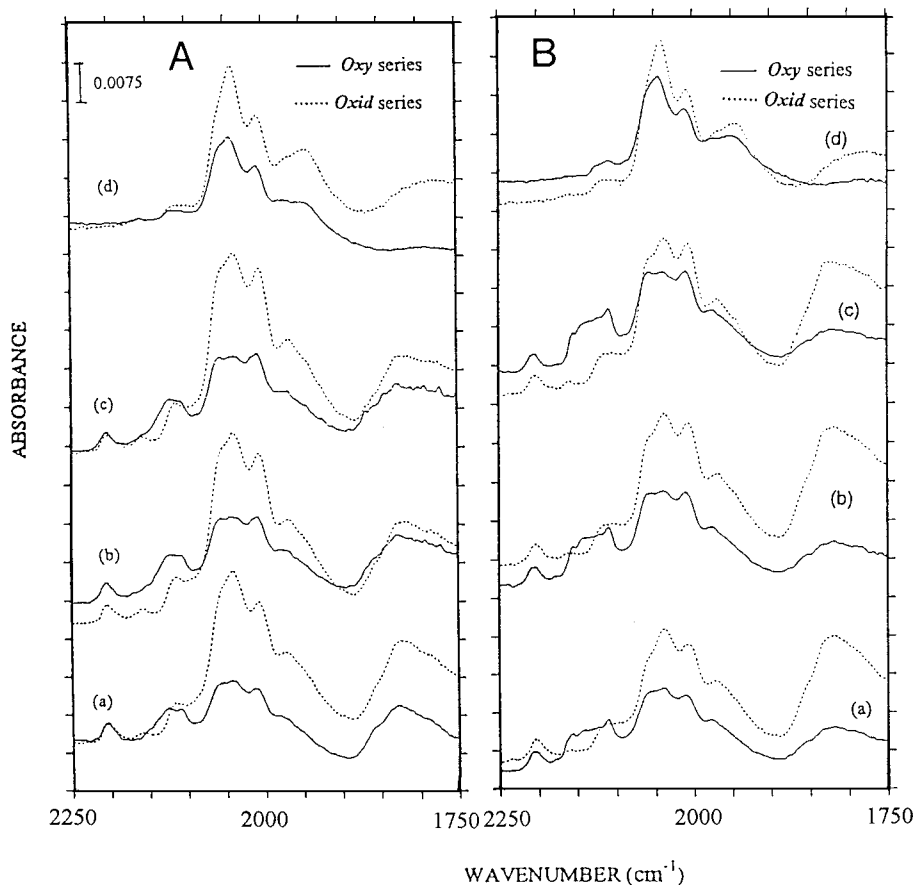 A
B
Oxy series
Oxid series
Oxy series
Oxid series
0.0075
(d)
(d)
(c)
(c)
(b)
(b)
(a)
(a)
ABSORBANCE
2250 2000 1750 2250 2000 1750
WAVENUMBER (cm⁻¹)